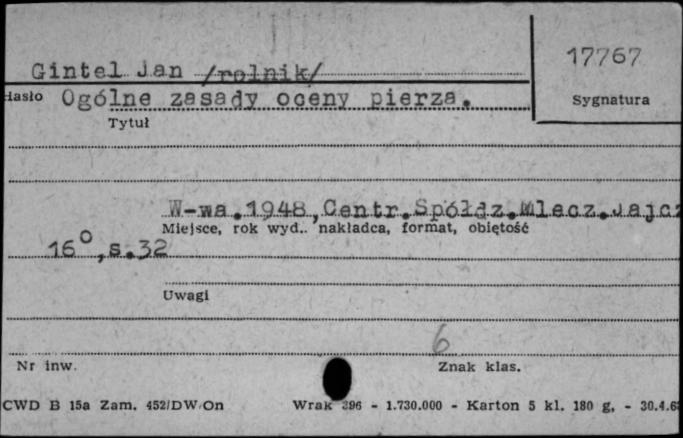 17767
Gintel Jan /rolnik/
Hasło Ogólne zasady oceny pierza.
Sygnatura
Tytuł
W-wa.1948,Centr.Spółdz.Mlecz.Jajcz
Miejsce, rok wyd.. nakładca, format, objętość
16°,s.32
Uwagi
6
Nr inw.
Znak klas.
CWD B 15a Zam. 452/DW/On Wrak 396 - 1.730.000 - Karton 5 kl. 180 g, - 30.4.6